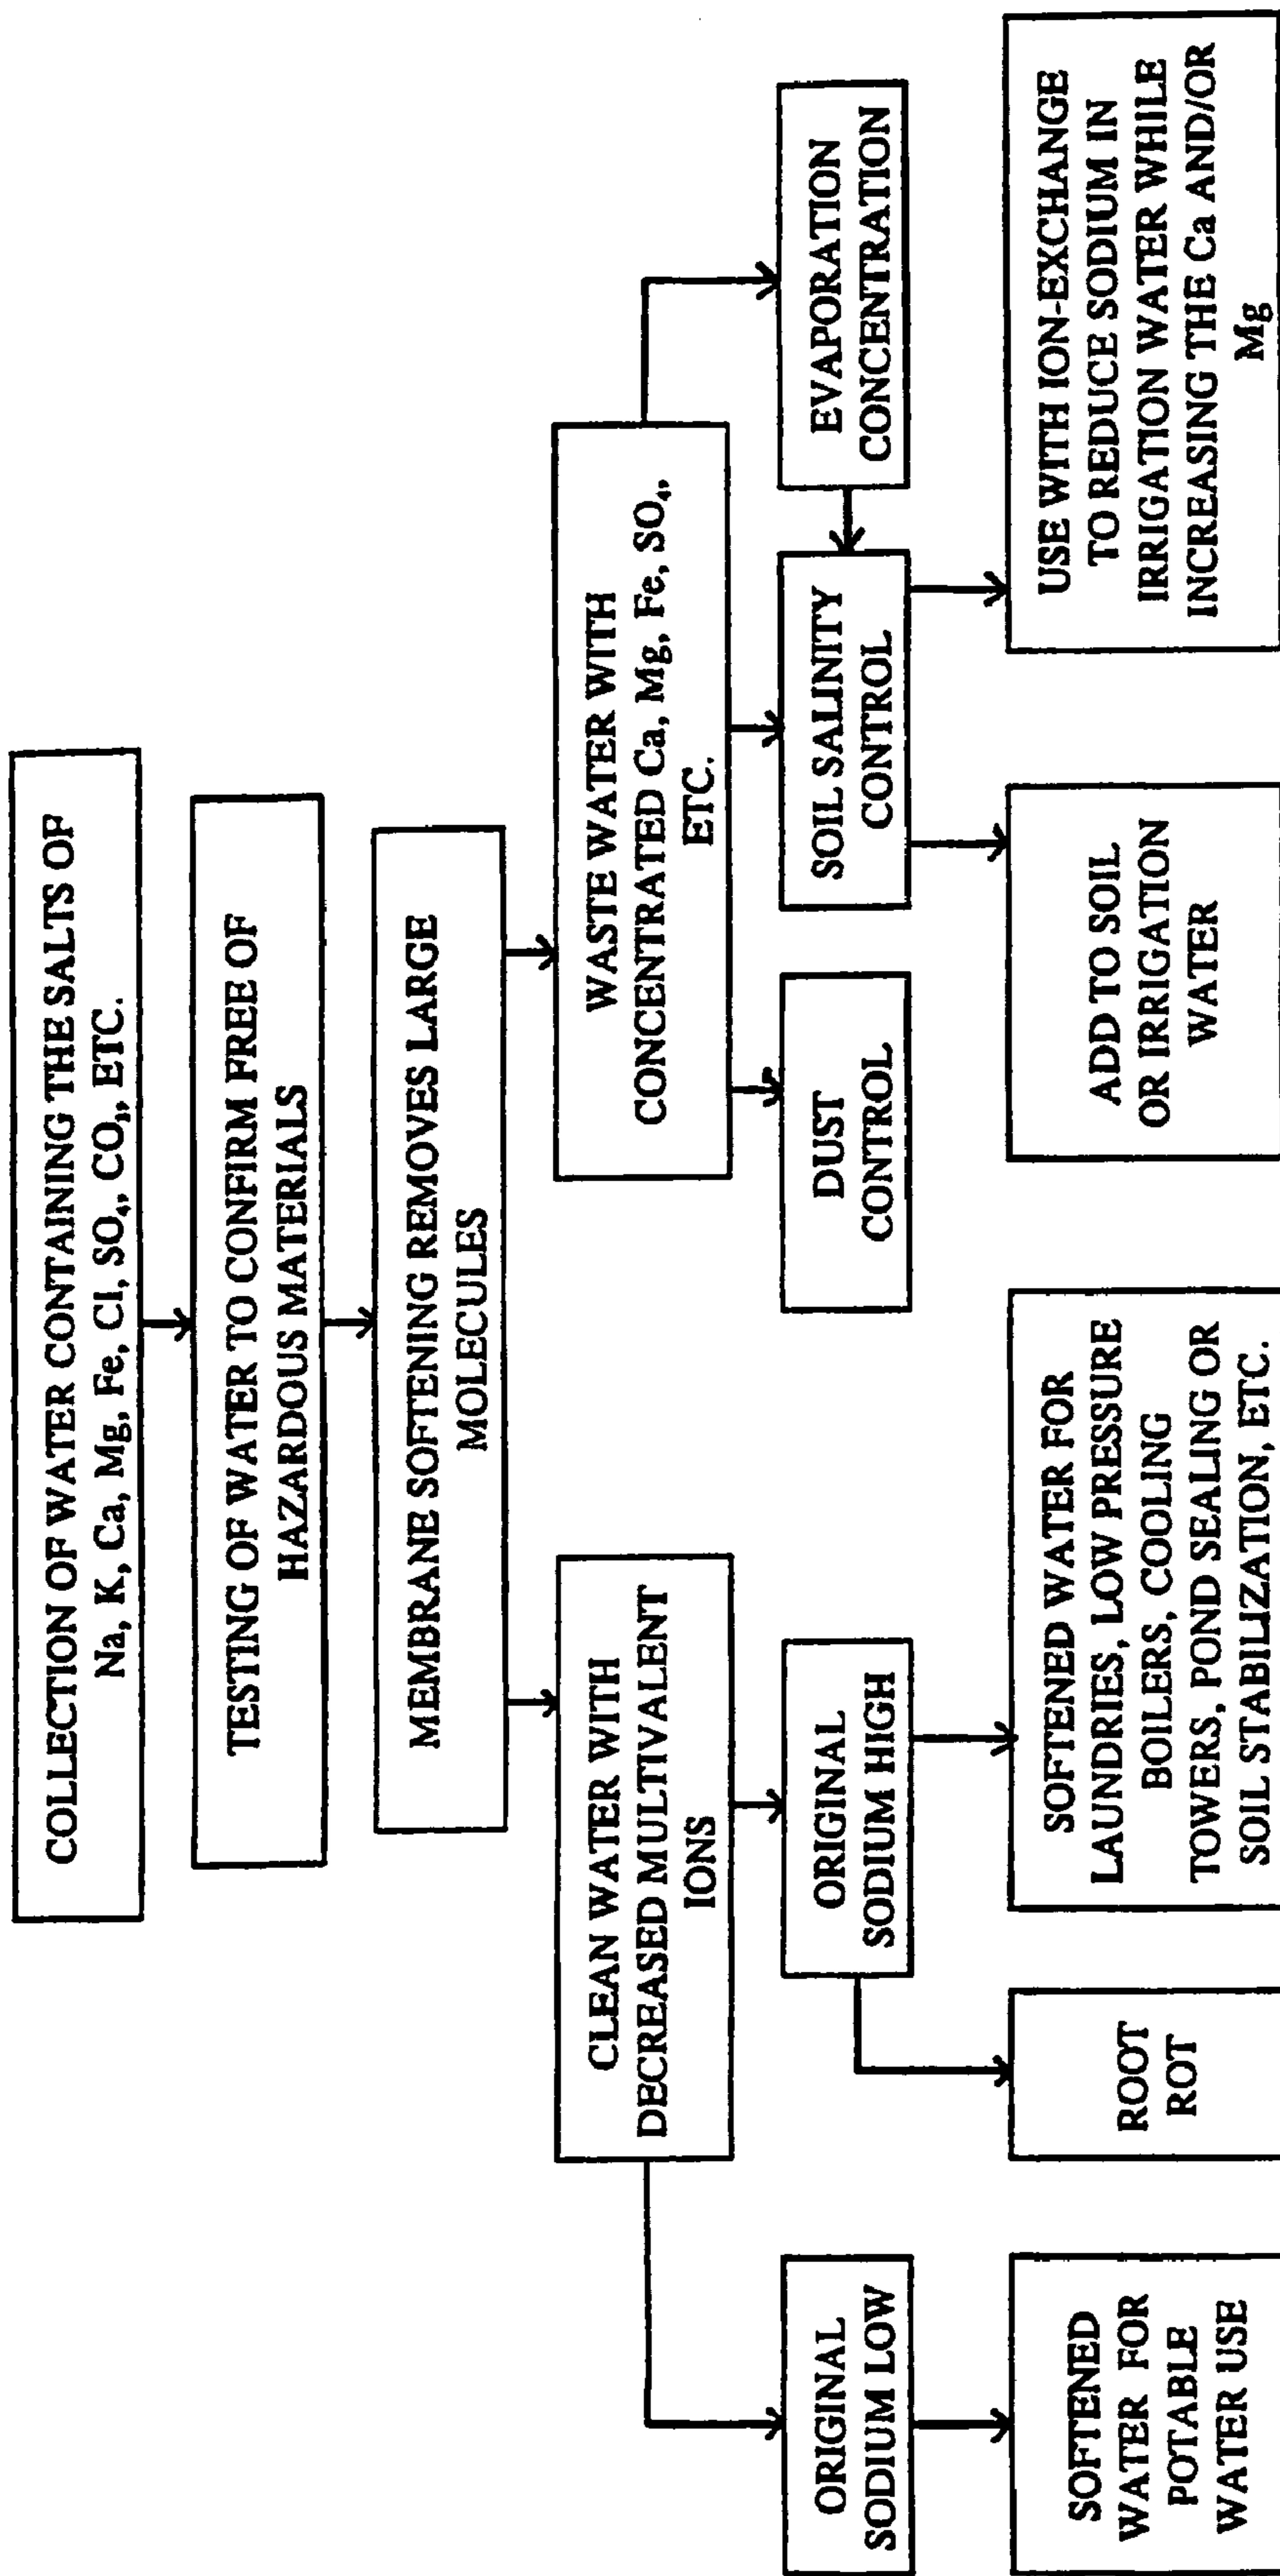 COLLECTION OF WATER CONTAINING THE SALTS OF
Na, K, Ca, Mg, Fe, Cl, SO₄, CO₃, ETC.
TESTING OF WATER TO CONFIRM FREE OF
HAZARDOUS MATERIALS
MEMBRANE SOFTENING REMOVES LARGE
MOLECULES
CLEAN WATER WITH
DECREASED MULTIVALENT
IONS
WASTE WATER WITH
CONCENTRATED Ca, Mg, Fe, SO₄,
ETC.
ORIGINAL
SODIUM LOW
ORIGINAL
SODIUM HIGH
DUST
CONTROL
SOIL SALINITY
CONTROL
EVAPORATION
CONCENTRATION
SOFTENED
WATER FOR
POTABLE
WATER USE
ROOT
ROT
SOFTENED WATER FOR
LAUNDRIES, LOW PRESSURE
BOILERS, COOLING
TOWERS, POND SEALING OR
SOIL STABILIZATION, ETC.
ADD TO SOIL
OR IRRIGATION
WATER
USE WITH ION-EXCHANGE
TO REDUCE SODIUM IN
IRRIGATION WATER WHILE
INCREASING THE Ca AND/OR
Mg